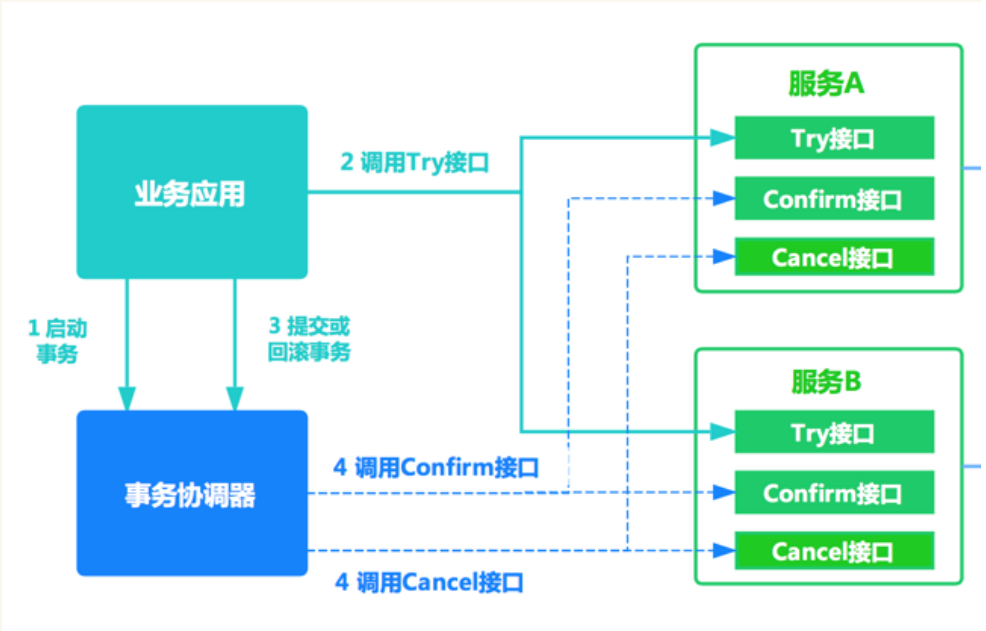 服务A
Try接口
2 调用Try接口
业务应用
Confirm接口
Cancel接口
1 启动
事务
3 提交或
回滚事务
服务B
Try接口
4 调用Confirm接口
事务协调器
Confirm接口
Cancel接口
4 调用Cancel接口